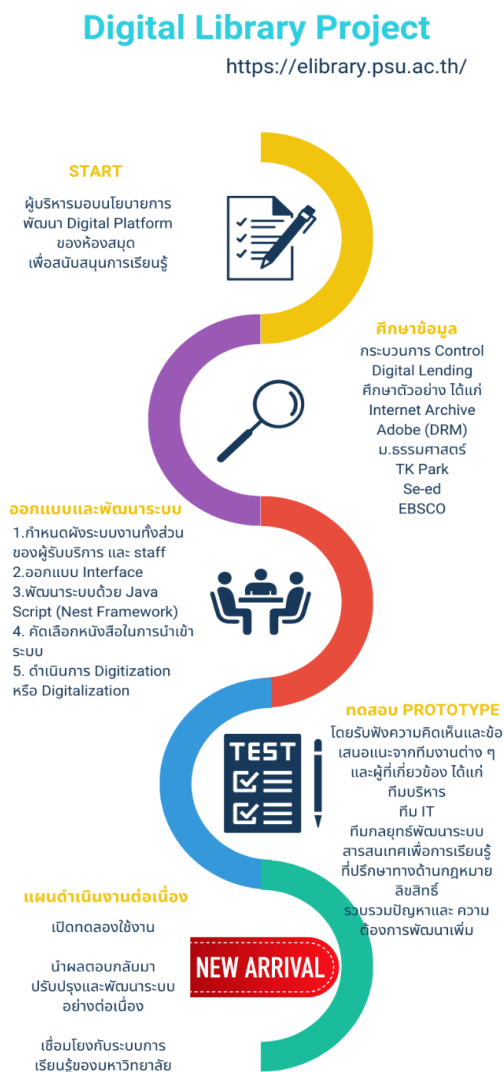 Digital Library Project
https://elibrary.psu.ac.th/
START
ผู้บริหารมอบนโยบายการ
พัฒนา Digital Platform
ของห้องสมุด
เพื่อสนับสนุนการเรียนรู้
ศึกษาข้อมูล
กระบวนการ Control
Digital Lending
ศึกษาตัวอย่าง ได้แก่
Internet Archive
Adobe (DRM)
ม.ธรรมศาสตร์
TK Park
Se-ed
EBSCO
ออกแบบและพัฒนาระบบ
1.กำหนดผังระบบงานทั้งส่วน
ของผู้รับบริการ และ staff
2.ออกแบบ Interface
3.พัฒนาระบบด้วย Java
Script (Nest Framework)
4. คัดเลือกหนังสือในการนำเข้า
ระบบ
5. ดำเนินการ Digitization
หรือ Digitalization
ทดสอบ PROTOTYPE
โดยรับฟังความคิดเห็นและข้อ
เสนอแนะจากทีมงานต่าง ๆ
และผู้ที่เกี่ยวข้อง ได้แก่
ทีมบริหาร
ทีม IT
ทีมกลยุทธ์พัฒนาระบบ
สารสนเทศเพื่อการเรียนรู้
ที่ปรึกษาทางด้านกฎหมาย
ลิขสิทธิ์
รวบรวมปัญหาและ ความ
ต้องการพัฒนาเพิ่ม
TEST
แผนดำเนินงานต่อเนื่อง
เปิดทดลองใช้งาน
นำผลตอบกลับมา
ปรับปรุงและพัฒนาระบบ
อย่างต่อเนื่อง
เชื่อมโยงกับระบบการ
เรียนรู้ของมหาวิทยาลัย
NEW ARRIVAL